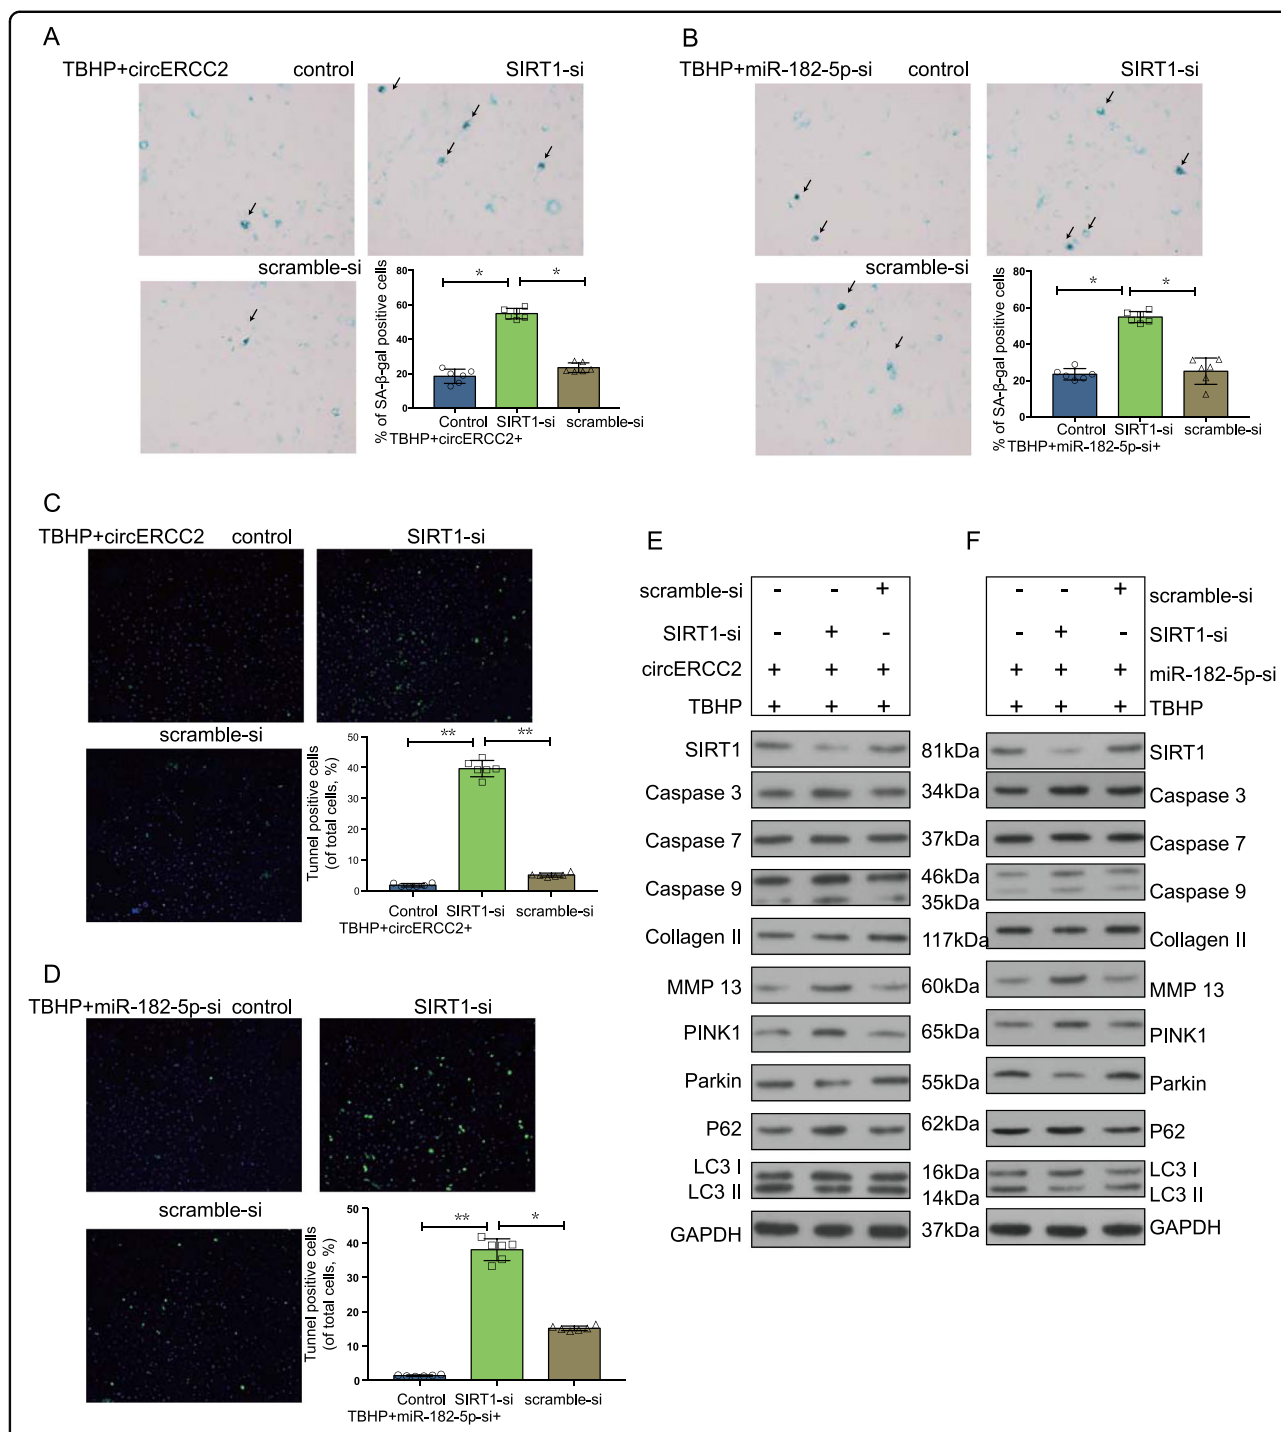 A
TBHP+circERCC2 control SIRT1-si
scramble-si
% of SA-β-gal positive cells
80
60
40
20
0
* *
Control SIRT1-si scramble-si
TBHP+circERCC2+
B
TBHP+miR-182-5p-si control SIRT1-si
scramble-si
% of SA-β-gal positive cells
80
60
40
20
0
* *
Control SIRT1-si scramble-si
TBHP+miR-182-5p-si+
C
TBHP+circERCC2 control SIRT1-si
scramble-si
Tunnel positive cells
(of total cells, %)
50
40
30
20
10
0
** **
Control SIRT1-si scramble-si
TBHP+circERCC2+
D
TBHP+miR-182-5p-si control SIRT1-si
scramble-si
Tunnel positive cells
(of total cells, %)
50
40
30
20
10
0
** *
Control SIRT1-si scramble-si
TBHP+miR-182-5p-si+
E F
scramble-si - - + - - + scramble-si
SIRT1-si - + - - + - SIRT1-si
circERCC2 + + + + + + miR-182-5p-si
TBHP + + + + + + TBHP
SIRT1 81kDa SIRT1
Caspase 3 34kDa Caspase 3
Caspase 7 37kDa Caspase 7
Caspase 9 46kDa 35kDa Caspase 9
Collagen II 117kDa Collagen II
MMP 13 60kDa MMP 13
PINK1 65kDa PINK1
Parkin 55kDa Parkin
P62 62kDa P62
LC3 I 16kDa LC3 I
LC3 II 14kDa LC3 II
GAPDH 37kDa GAPDH